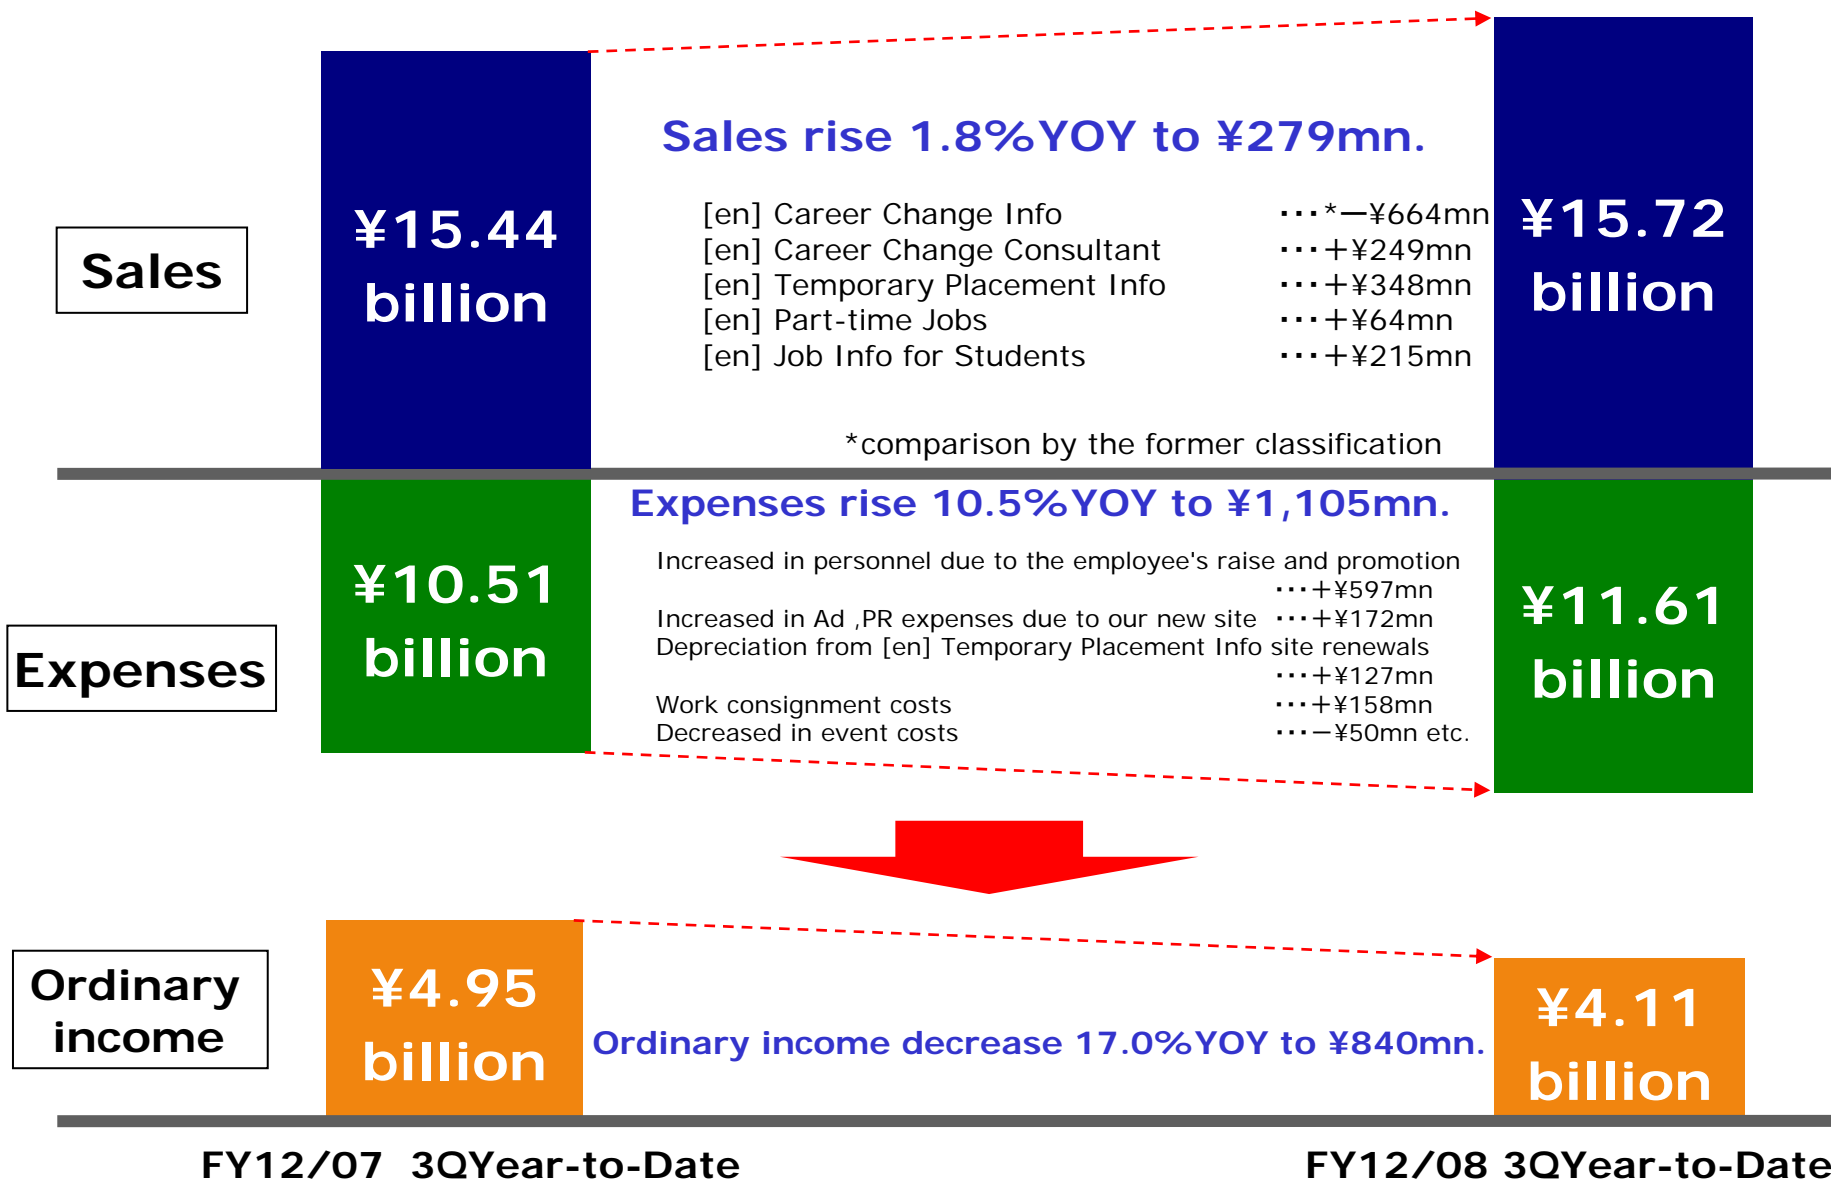 Sales
¥15.44
billion
Sales rise 1.8%YOY to ¥279mn.
[en] Career Change Info ･･･*－¥664mn
[en] Career Change Consultant ･･･＋¥249mn
[en] Temporary Placement Info ･･･＋¥348mn
[en] Part-time Jobs ･･･＋¥64mn
[en] Job Info for Students ･･･＋¥215mn
*comparison by the former classification
¥15.72
billion
Expenses
¥10.51
billion
Expenses rise 10.5%YOY to ¥1,105mn.
Increased in personnel due to the employee's raise and promotion
･･･＋¥597mn
Increased in Ad ,PR expenses due to our new site ･･･＋¥172mn
Depreciation from [en] Temporary Placement Info site renewals
･･･＋¥127mn
Work consignment costs ･･･＋¥158mn
Decreased in event costs ･･･－¥50mn etc.
¥11.61
billion
Ordinary
income
¥4.95
billion
Ordinary income decrease 17.0%YOY to ¥840mn.
¥4.11
billion
FY12/07 3QYear-to-Date
FY12/08 3QYear-to-Date